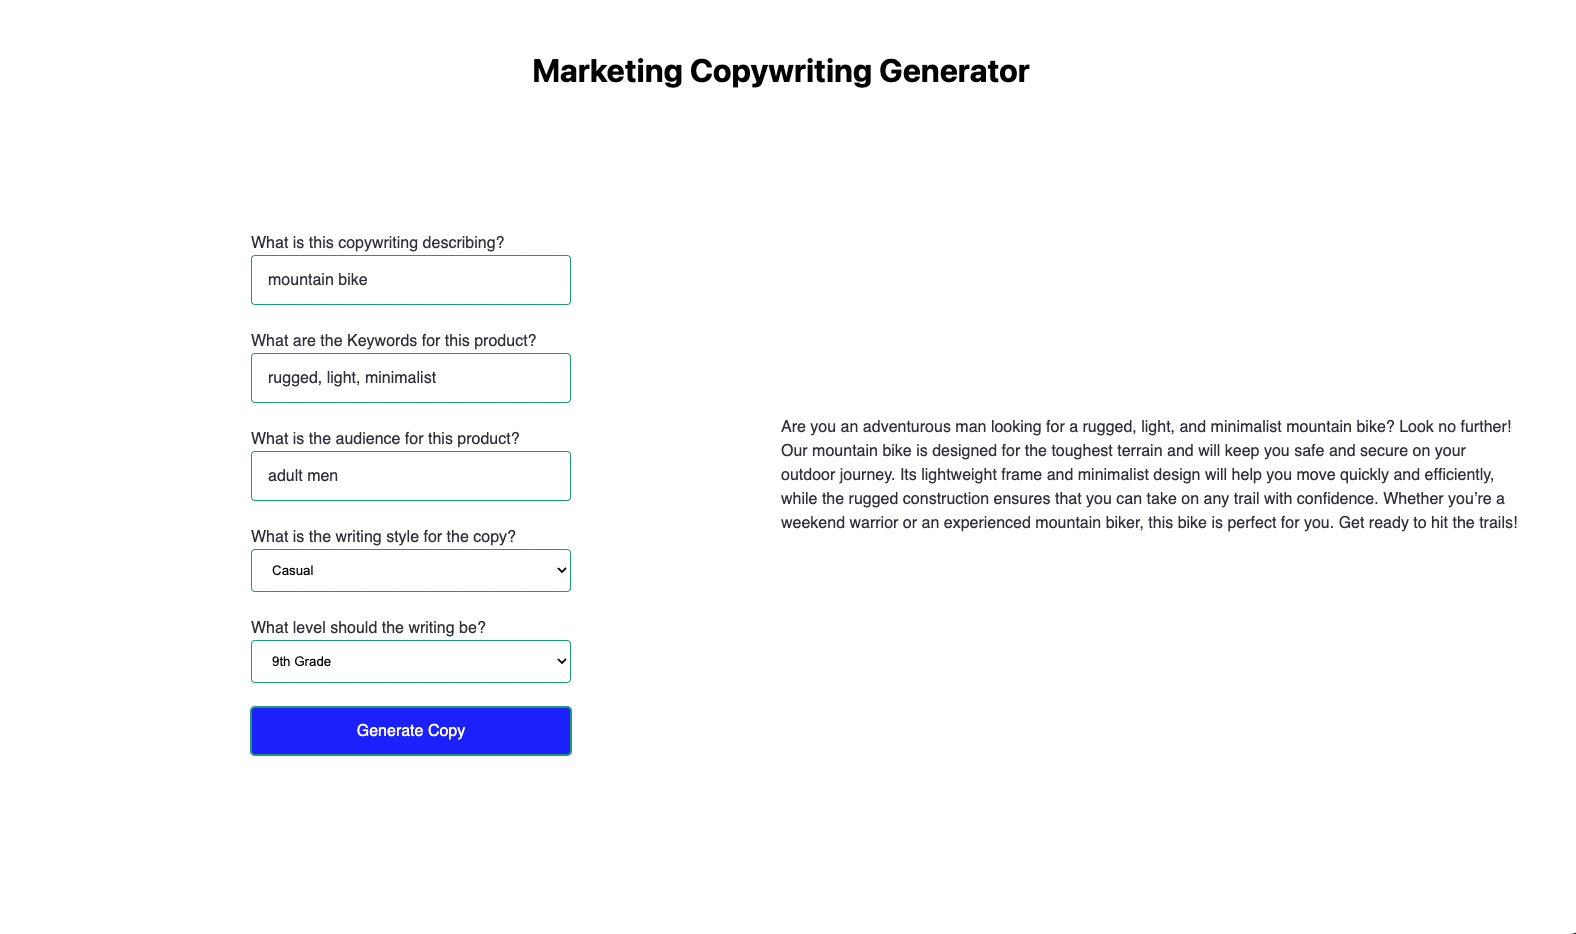 Marketing Copywriting Generator
What is this copywriting describing?
mountain bike
What are the Keywords for this product?
rugged, light, minimalist
What is the audience for this product?
adult men
What is the writing style for the copy?
Casual
What level should the writing be?
9th Grade
Generate Copy
Are you an adventurous man looking for a rugged, light, and minimalist mountain bike? Look no further!
Our mountain bike is designed for the toughest terrain and will keep you safe and secure on your
outdoor journey. Its lightweight frame and minimalist design will help you move quickly and efficiently,
while the rugged construction ensures that you can take on any trail with confidence. Whether you’re a
weekend warrior or an experienced mountain biker, this bike is perfect for you. Get ready to hit the trails!